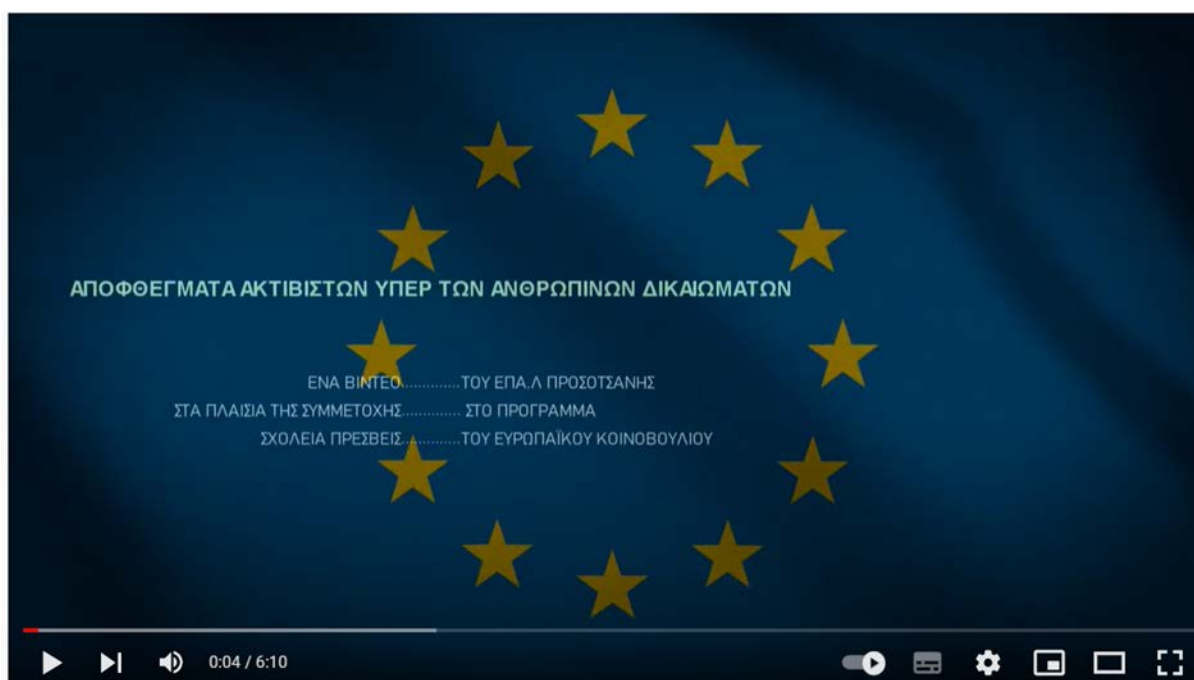 ΑΠΟΦΘΕΓΜΑΤΑ ΑΚΤΙΒΙΣΤΩΝ ΥΠΕΡ ΤΩΝ ΑΝΘΡΩΠΙΝΩΝ ΔΙΚΑΙΩΜΑΤΩΝ
ΕΝΑ ΒΙΝΤΕΟ..............ΤΟΥ ΕΠΑ.Λ ΠΡΟΣΟΤΣΑΝΗΣ
ΣΤΑ ΠΛΑΙΣΙΑ ΤΗΣ ΣΥΜΜΕΤΟΧΗΣ.............. ΣΤΟ ΠΡΟΓΡΑΜΜΑ
ΣΧΟΛΕΙΑ ΠΡΕΣΒΕΙΣ..............ΤΟΥ ΕΥΡΩΠΑΪΚΟΥ ΚΟΙΝΟΒΟΥΛΙΟΥ
0:04 / 6:10